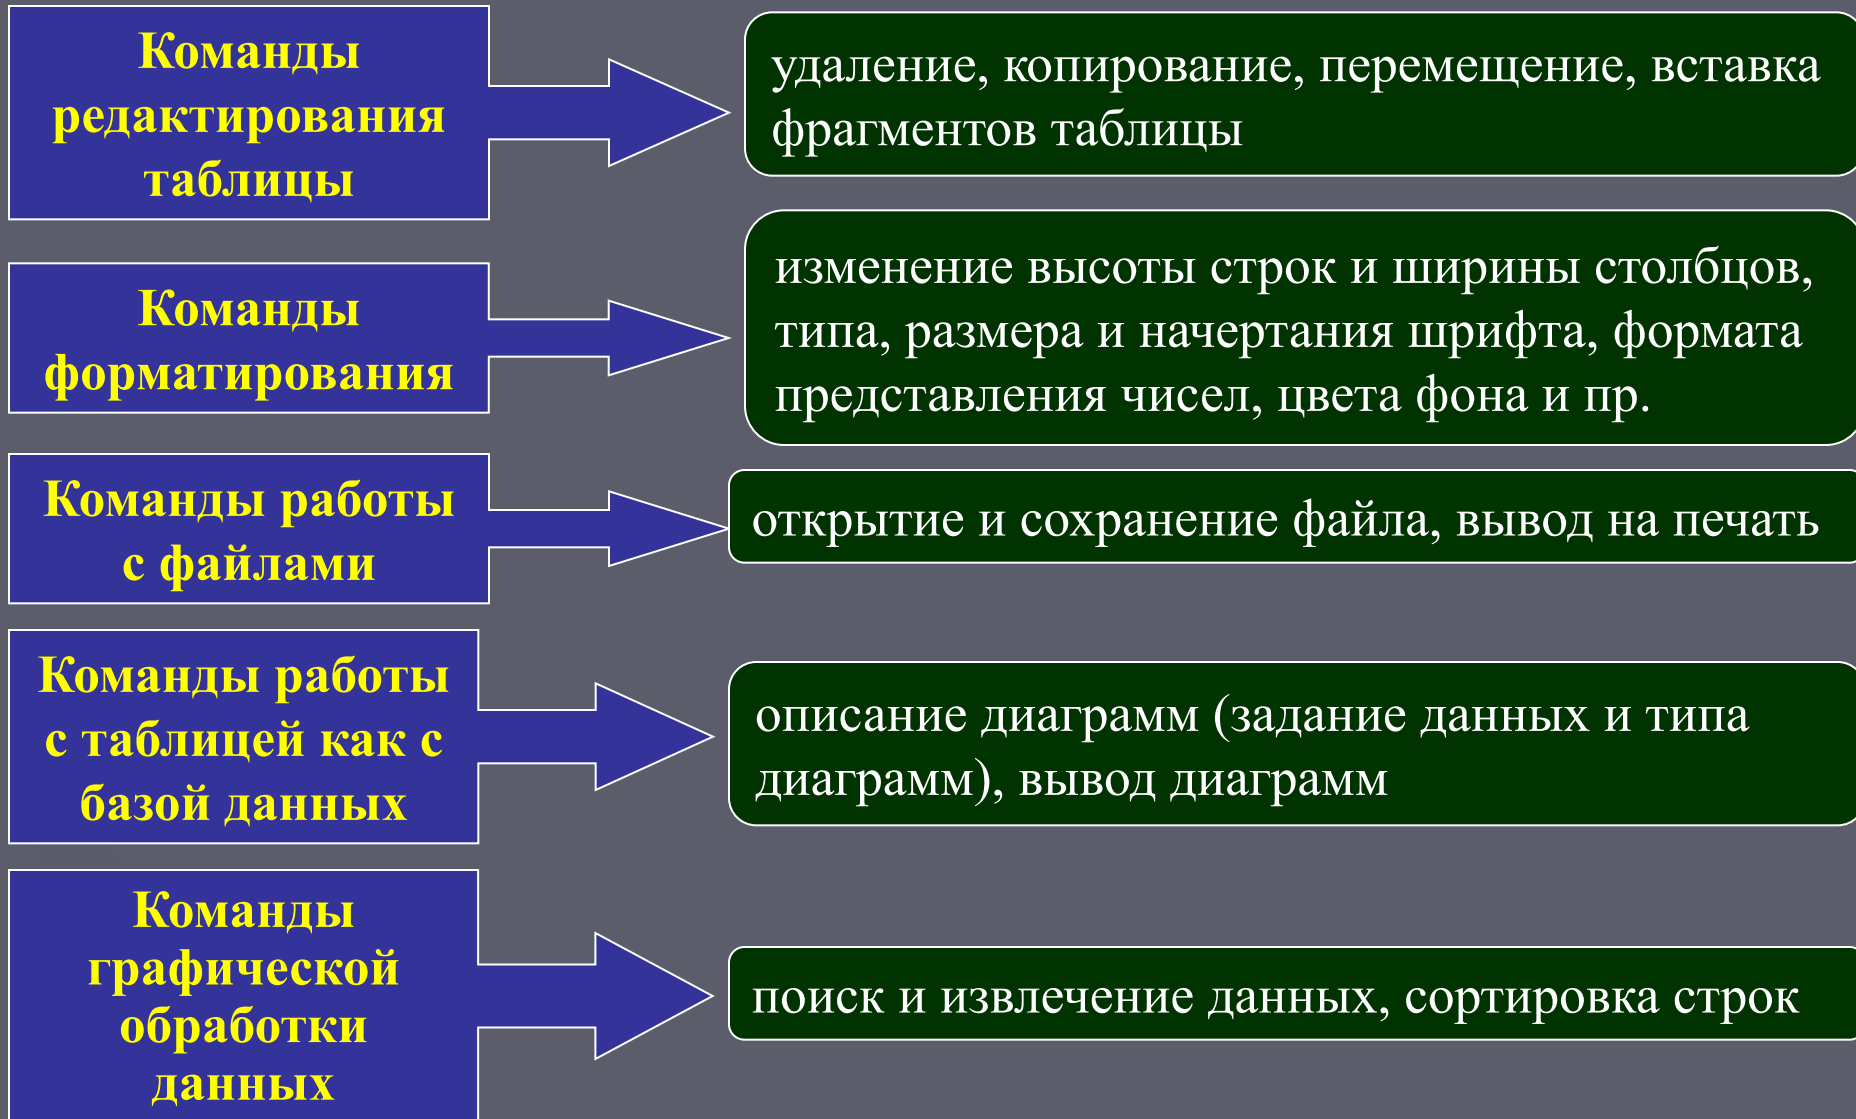 Команды
редактирования
таблицы
удаление, копирование, перемещение, вставка
фрагментов таблицы
Команды
форматирования
изменение высоты строк и ширины столбцов,
типа, размера и начертания шрифта, формата
представления чисел, цвета фона и пр.
Команды работы
с файлами
открытие и сохранение файла, вывод на печать
Команды работы
с таблицей как с
базой данных
описание диаграмм (задание данных и типа
диаграмм), вывод диаграмм
Команды
графической
обработки
данных
поиск и извлечение данных, сортировка строк